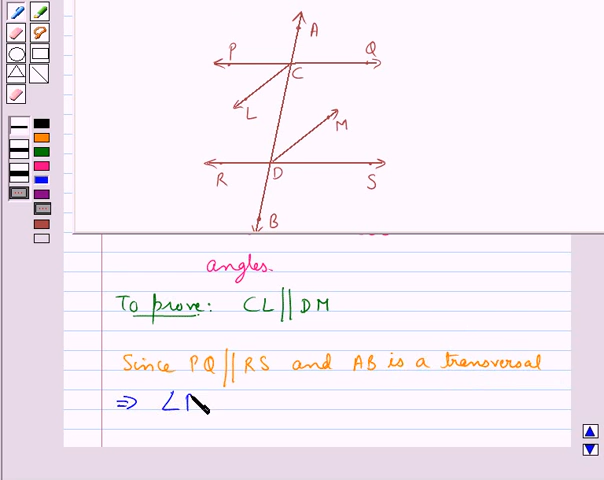 A
P
Q
C
L
M
R
D
S
B
angles.
To prove: CL || DM
Since PQ || RS and AB is a transversal
⇒ ∠